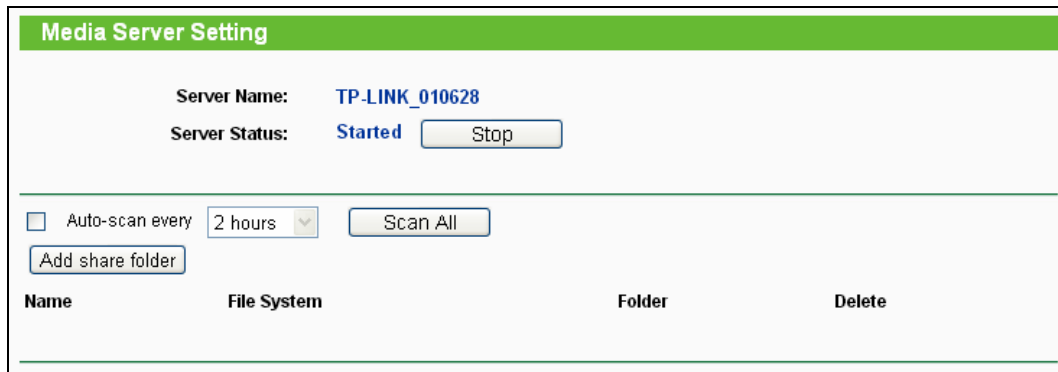 Media Server Setting
Server Name: TP-LINK_010628
Server Status: Started Stop
Auto-scan every 2 hours Scan All
Add share folder
Name File System Folder Delete